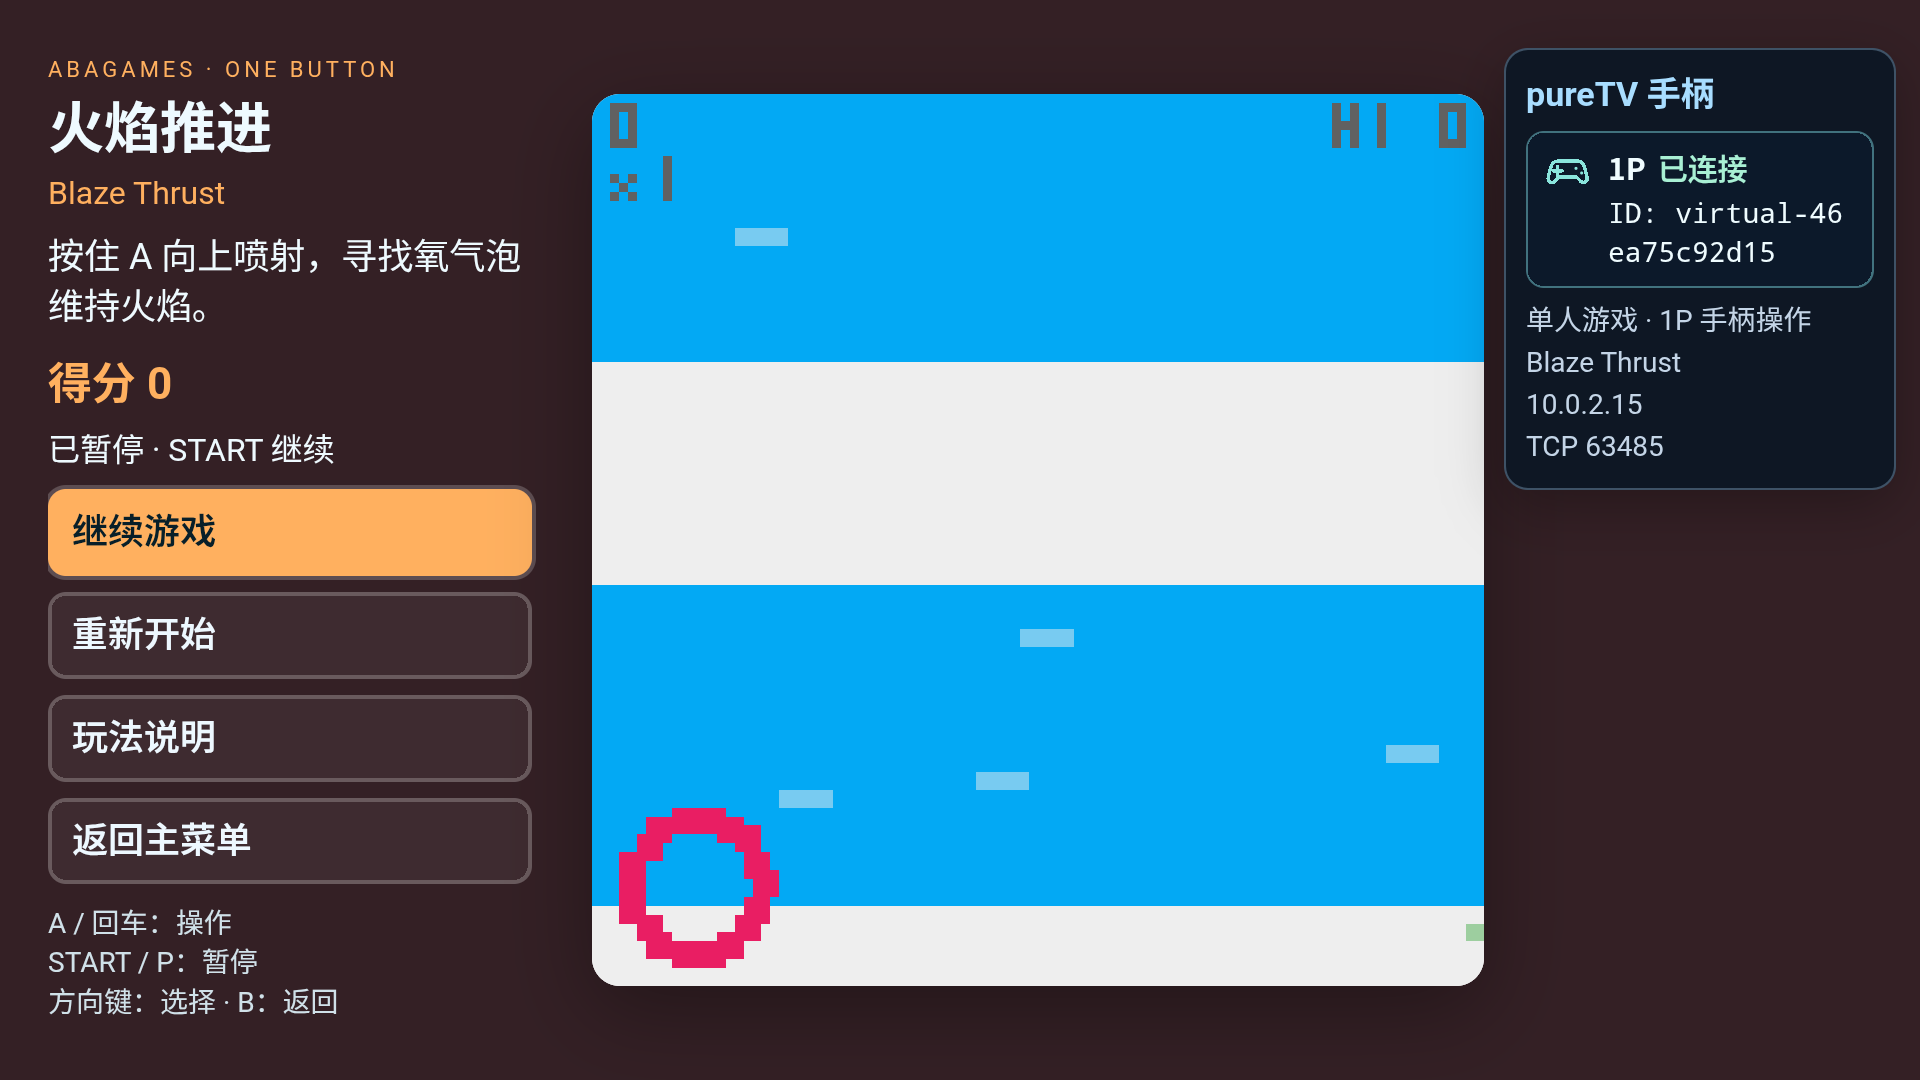 ABAGAMES · ONE BUTTON
火焰推进
Blaze Thrust
按住 A 向上喷射，寻找氧气泡
维持火焰。
得分 0
已暂停 · START 继续
继续游戏
重新开始
玩法说明
返回主菜单
A / 回车：操作
START / P：暂停
方向键：选择 · B：返回
0
HI 0
x1
pureTV 手柄
1P 已连接
ID: virtual-46
ea75c92d15
单人游戏 · 1P 手柄操作
Blaze Thrust
10.0.2.15
TCP 63485